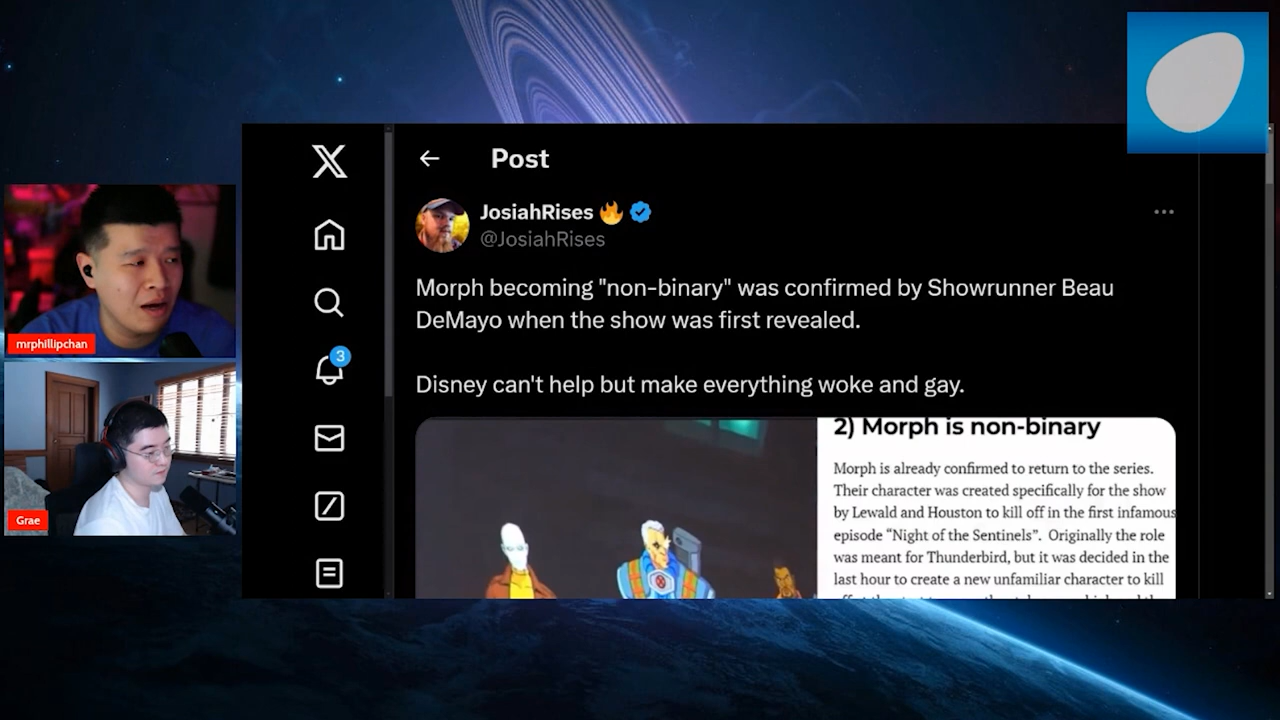 Post
JosiahRises 🔥
@JosiahRises
Morph becoming "non-binary" was confirmed by Showrunner Beau
DeMayo when the show was first revealed.
Disney can't help but make everything woke and gay.
2) Morph is non-binary
Morph is already confirmed to return to the series.
Their character was created specifically for the show
by Lewald and Houston to kill off in the first infamous
episode “Night of the Sentinels”. Originally the role
was meant for Thunderbird, but it was decided in the
last hour to create a new unfamiliar character to kill
3
mrphillipchan
Grae